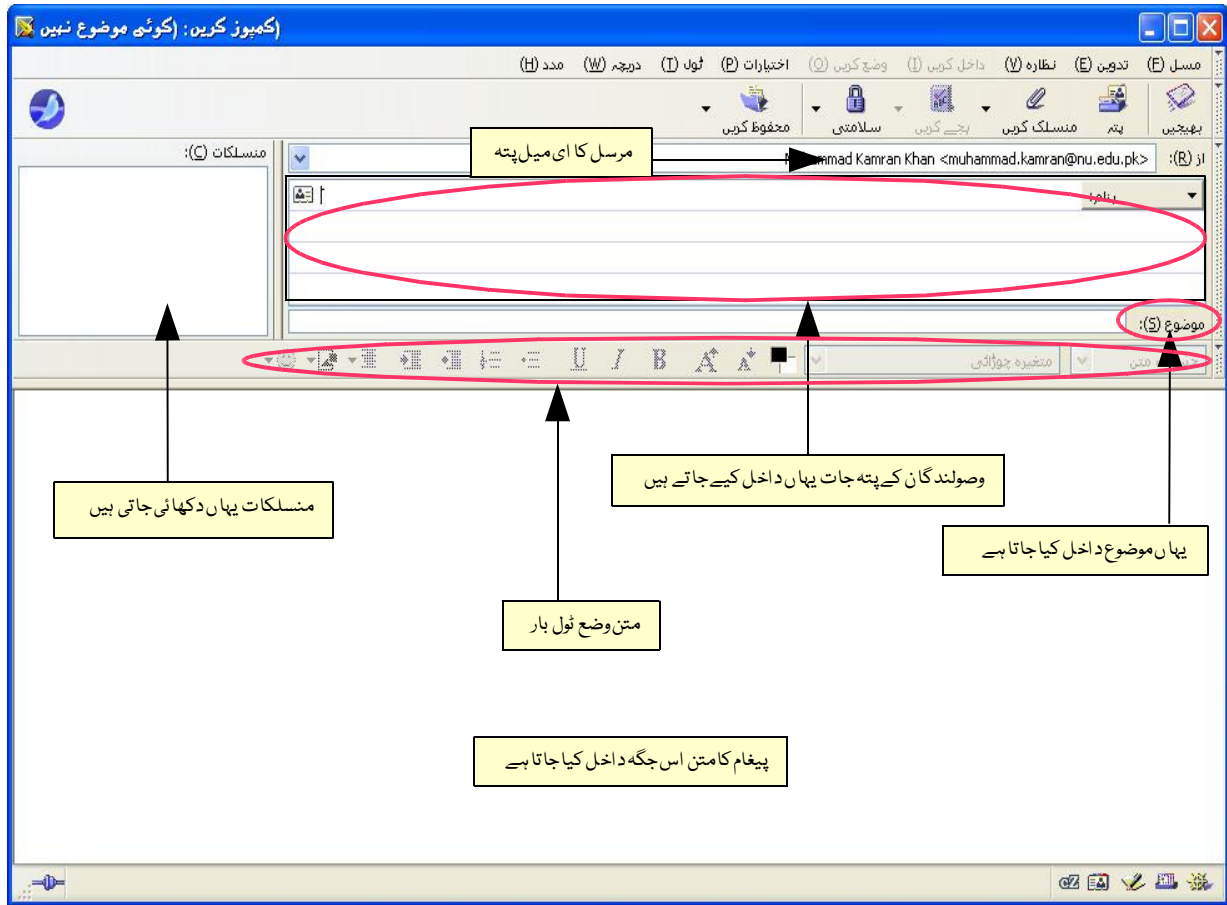 (کمپوز کریں: (کوئی موضوع نہیں
مسل (F) تدوین (E) نظارہ (V) داخل کریں (I) وضع کریں (O) اختیارات (P) ٹول (T) دریچہ (W) مدد (H)
بھیجیں پتہ منسلک کریں ہجے کریں سلامتی محفوظ کریں
مرسل کا ای میل پتہ
از (R): Kamran Khan <muhammad.kamran@nu.edu.pk>
منسلکات (C):
بنام:
موضوع (S):
متن متغیرہ چوڑائی
وصولندگان کے پتہ جات یہاں داخل کیے جاتے ہیں
منسلکات یہاں دکھائی جاتی ہیں
یہاں موضوع داخل کیا جاتا ہے
متن وضع ٹول بار
پیغام کا متن اس جگہ داخل کیا جاتا ہے